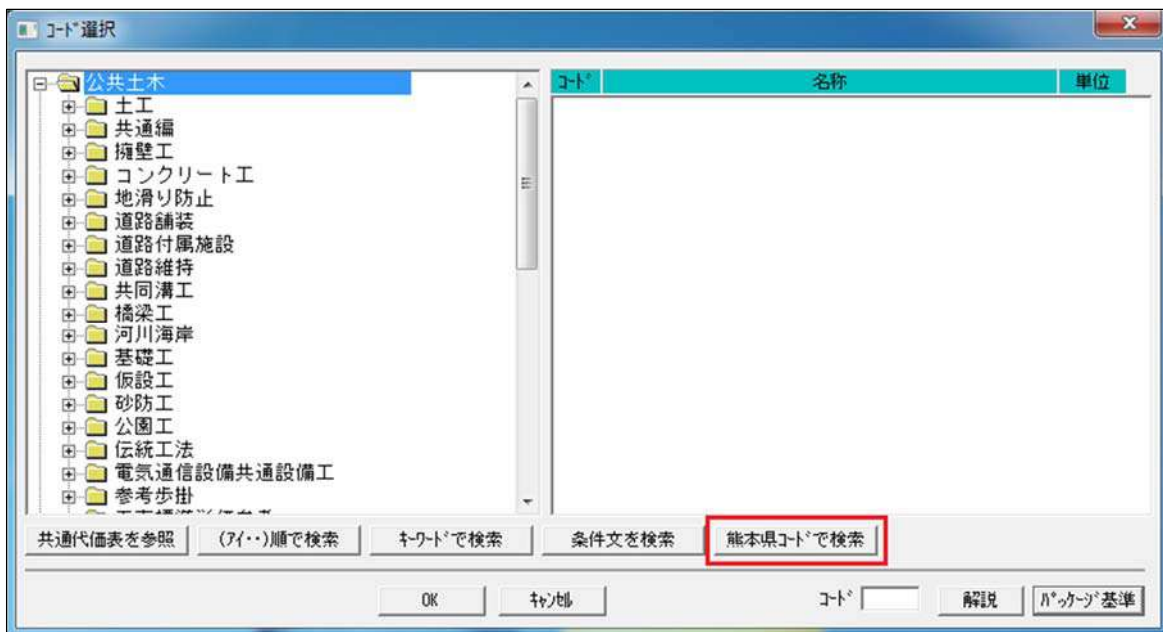 コード選択
公共土木
土工
共通編
擁壁工
コンクリート工
地滑り防止
道路舗装
道路付属施設
道路維持
共同溝工
橋梁工
河川海岸
基礎工
仮設工
砂防工
公園工
伝統工法
電気通信設備共通設備工
参考歩掛
コード 名称 単位
共通代価表を参照 (アイ・・)順で検索 キーワードで検索 条件文を検索 熊本県コードで検索
OK キャンセル コード 解説 パッケージ基準